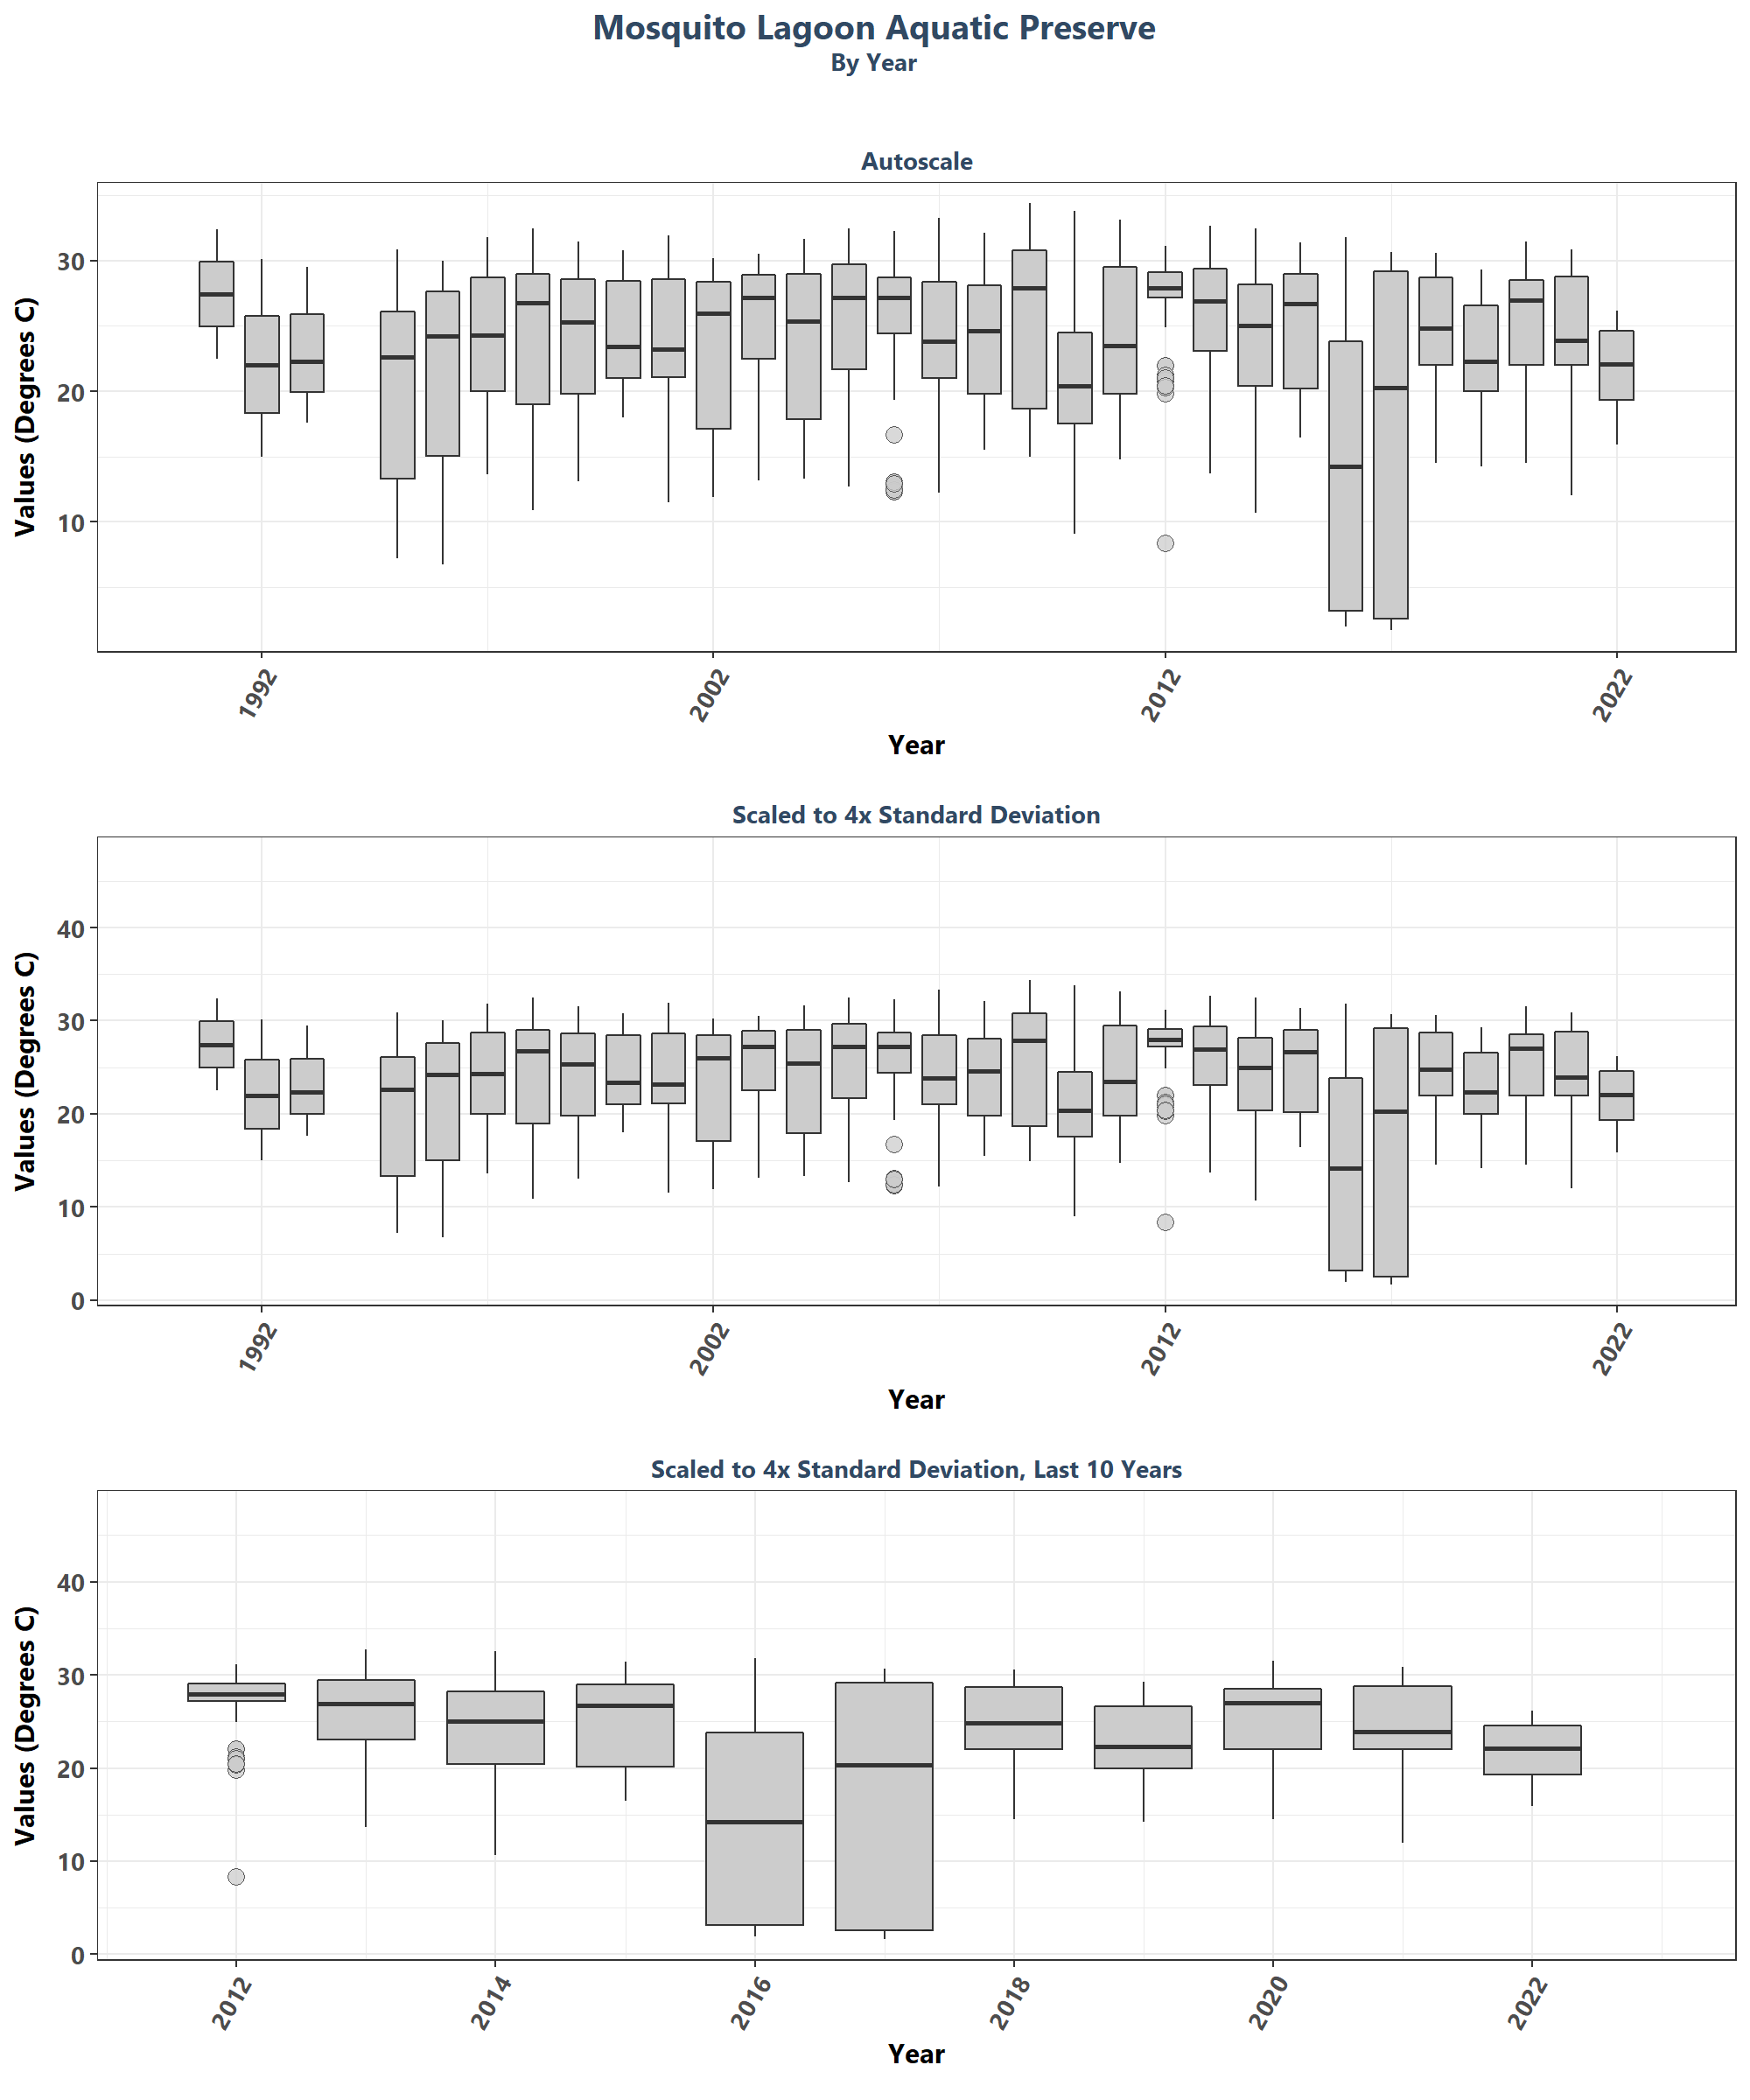 Mosquito Lagoon Aquatic Preserve
By Year
Autoscale
Values (Degrees C)
30
20
10
1992
2002
2012
2022
Year
Scaled to 4x Standard Deviation
Values (Degrees C)
40
30
20
10
0
1992
2002
2012
2022
Year
Scaled to 4x Standard Deviation, Last 10 Years
Values (Degrees C)
40
30
20
10
0
2012
2014
2016
2018
2020
2022
Year